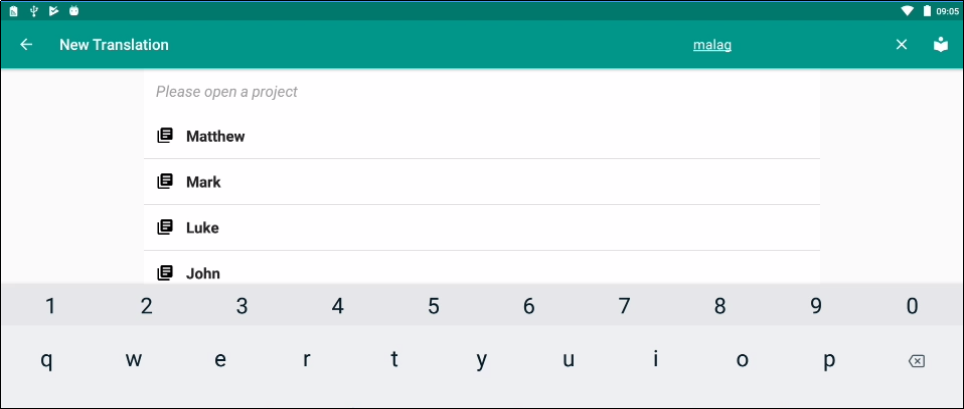 09:05
New Translation malag
Please open a project
Matthew
Mark
Luke
John
1 2 3 4 5 6 7 8 9 0
q w e r t y u i o p